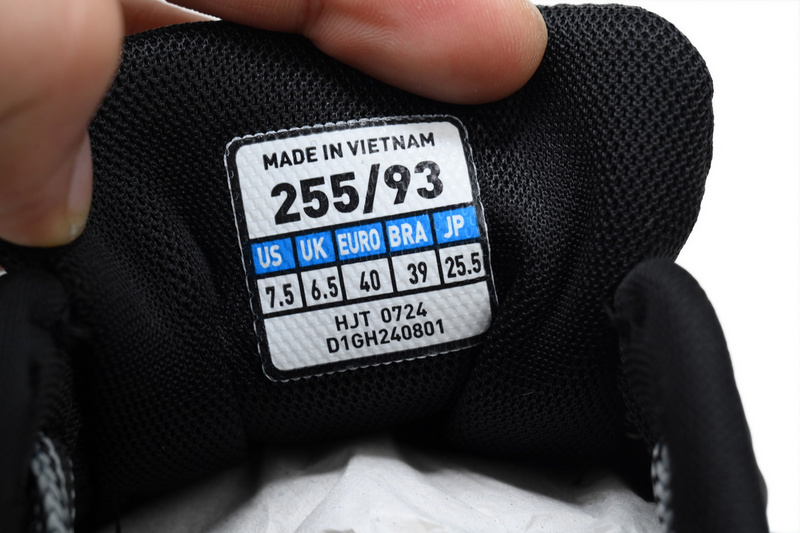 MADE IN VIETNAM
255/93
US UK EURO BRA JP
7.5 6.5 40 39 25.5
HJT 0724
D1GH240801